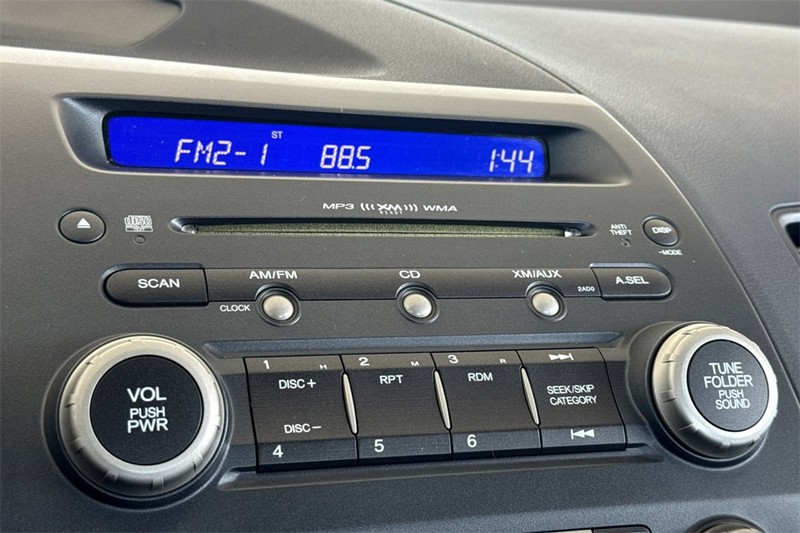 ST
FM2-1 88.5 1:44
MP3 XM WMA
READY
ANTI
THEFT
DISP
-MODE
SCAN AM/FM CD XM/AUX A.SEL
CLOCK 2ADG
VOL
PUSH
PWR
1 H 2 M 3 R
DISC+ RPT RDM SEEK/SKIP
CATEGORY
DISC-
4 5 6
TUNE
FOLDER
PUSH
SOUND